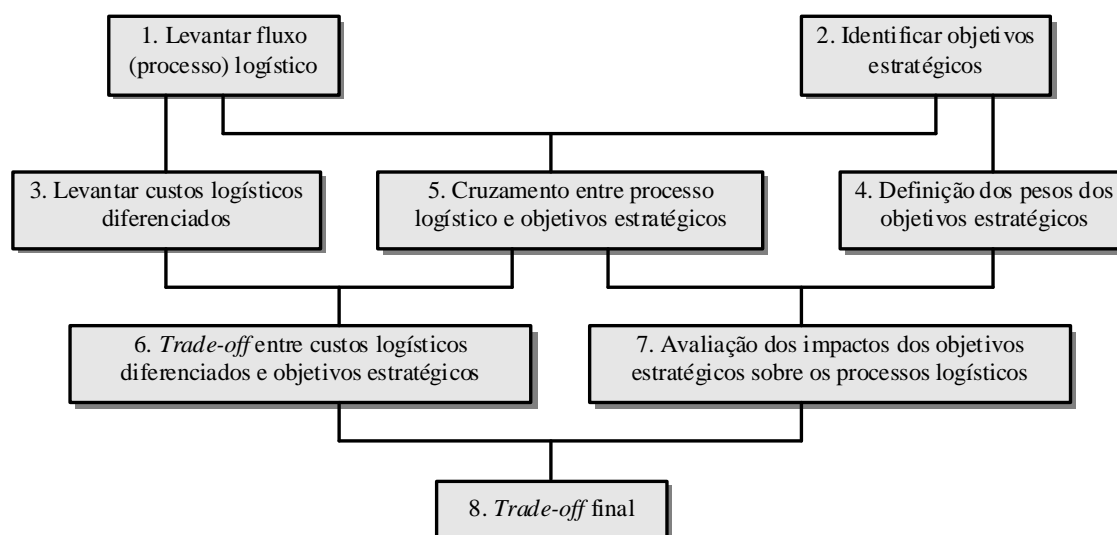 1. Levantar fluxo
(processo) logístico
2. Identificar objetivos
estratégicos
3. Levantar custos logísticos
diferenciados
5. Cruzamento entre processo
logístico e objetivos estratégicos
4. Definição dos pesos dos
objetivos estratégicos
6. Trade-off entre custos logísticos
diferenciados e objetivos estratégicos
7. Avaliação dos impactos dos objetivos
estratégicos sobre os processos logísticos
8. Trade-off final